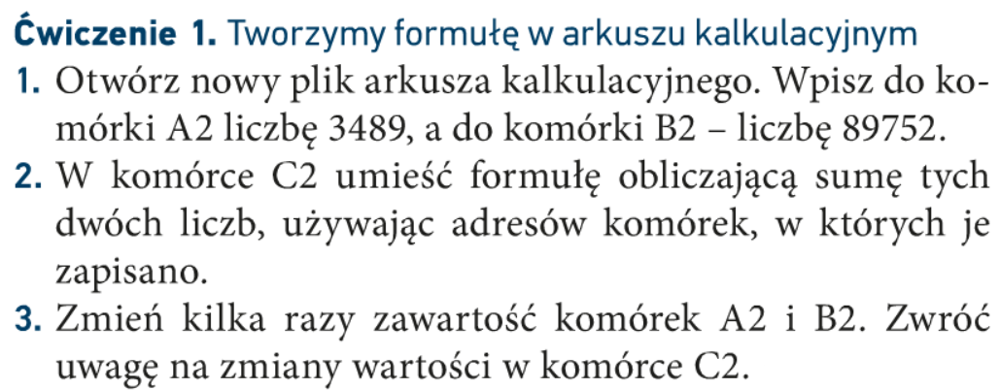 Ćwiczenie 1. Tworzymy formułę w arkuszu kalkulacyjnym
1. Otwórz nowy plik arkusza kalkulacyjnego. Wpisz do ko-
mórki A2 liczbę 3489, a do komórki B2 – liczbę 89752.
2. W komórce C2 umieść formułę obliczającą sumę tych
dwóch liczb, używając adresów komórek, w których je
zapisano.
3. Zmień kilka razy zawartość komórek A2 i B2. Zwróć
uwagę na zmiany wartości w komórce C2.